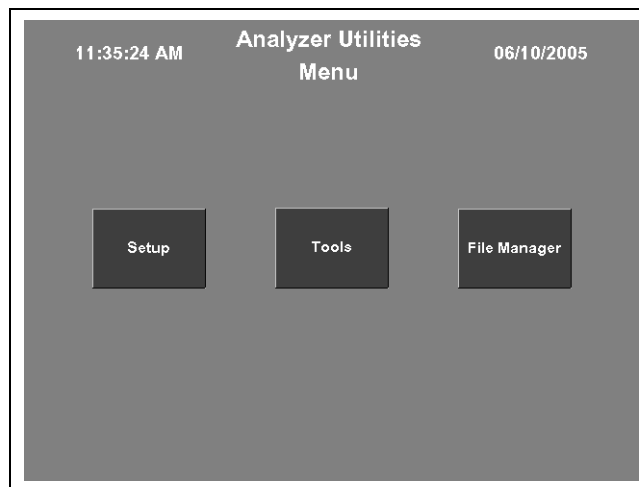 11:35:24 AM
Analyzer Utilities
Menu
06/10/2005
Setup
Tools
File Manager